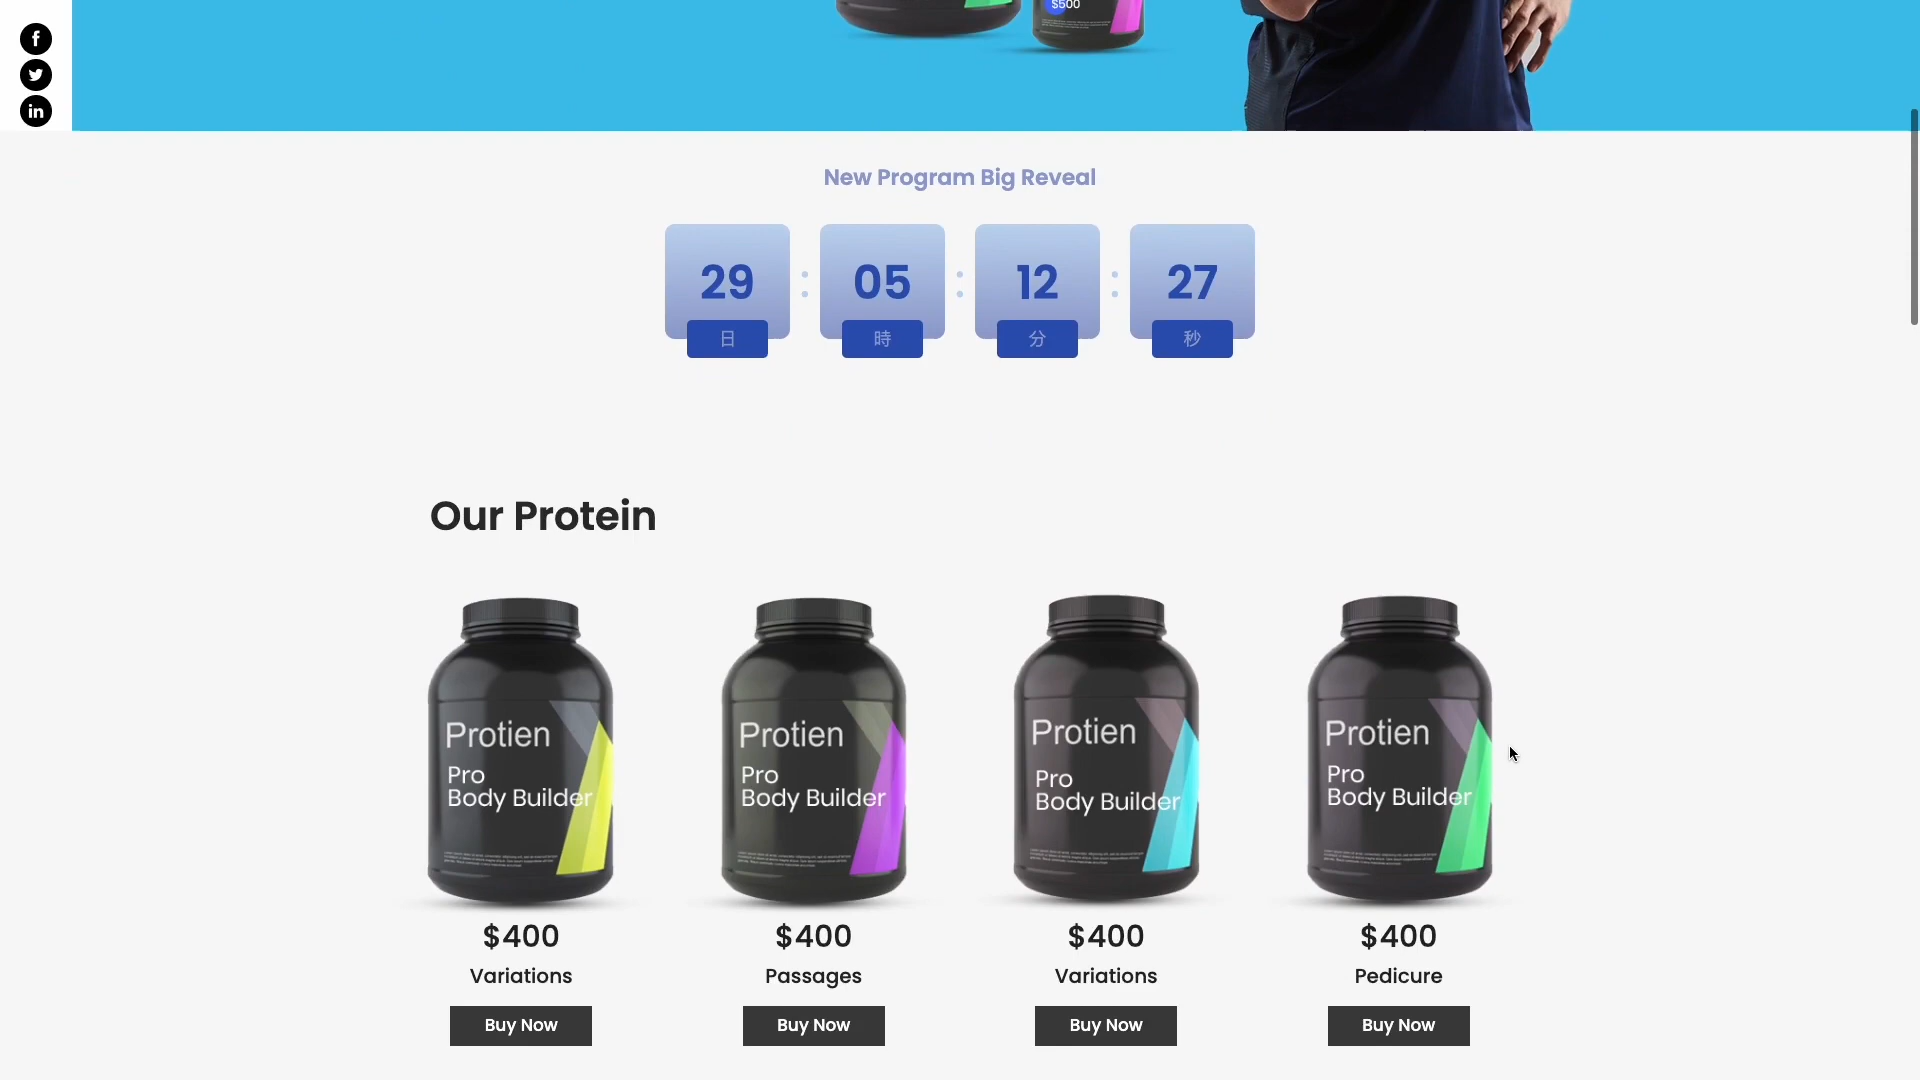 $500
New Program Big Reveal
29 : 05 : 12 : 27
日 時 分 秒
Our Protein
Protien Protien Protien Protien
Pro Pro Pro Pro
Body Builder Body Builder Body Builder Body Builder
$400 $400 $400 $400
Variations Passages Variations Pedicure
Buy Now Buy Now Buy Now Buy Now